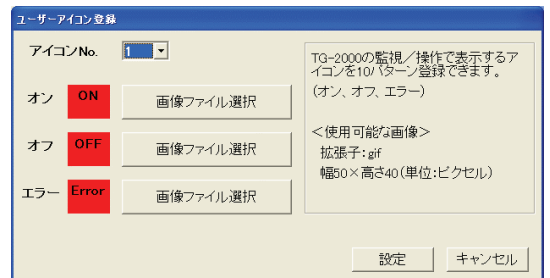 ユーザーアイコン登録
アイコンNo.
1
TG-2000の監視／操作で表示するア
イコンを10パターン登録できます。
(オン、オフ、エラー)
<使用可能な画像>
拡張子：gif
幅50×高さ40(単位：ピクセル)
オン
ON
画像ファイル選択
オフ
OFF
画像ファイル選択
エラー
Error
画像ファイル選択
設定
キャンセル